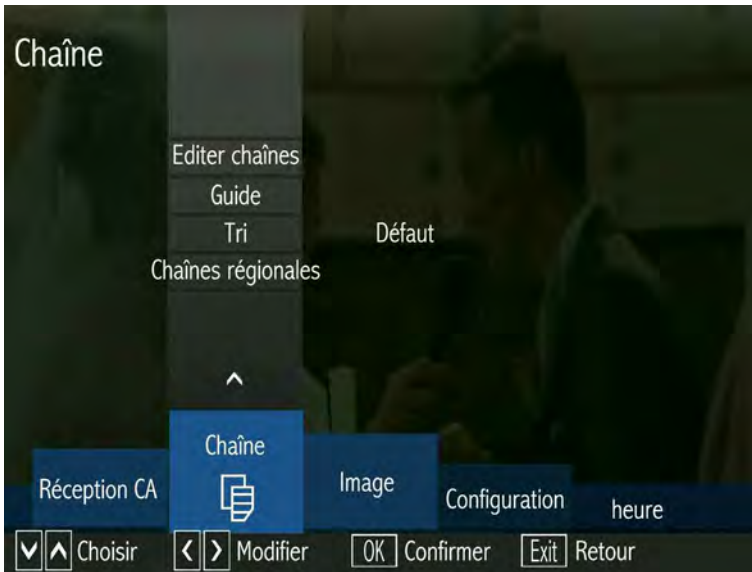 Chaîne
Editer chaînes
Guide
Tri
Défaut
Chaînes régionales
Réception CA
Chaîne
Image
Configuration
heure
Choisir
Modifier
OK Confirmer
Exit Retour